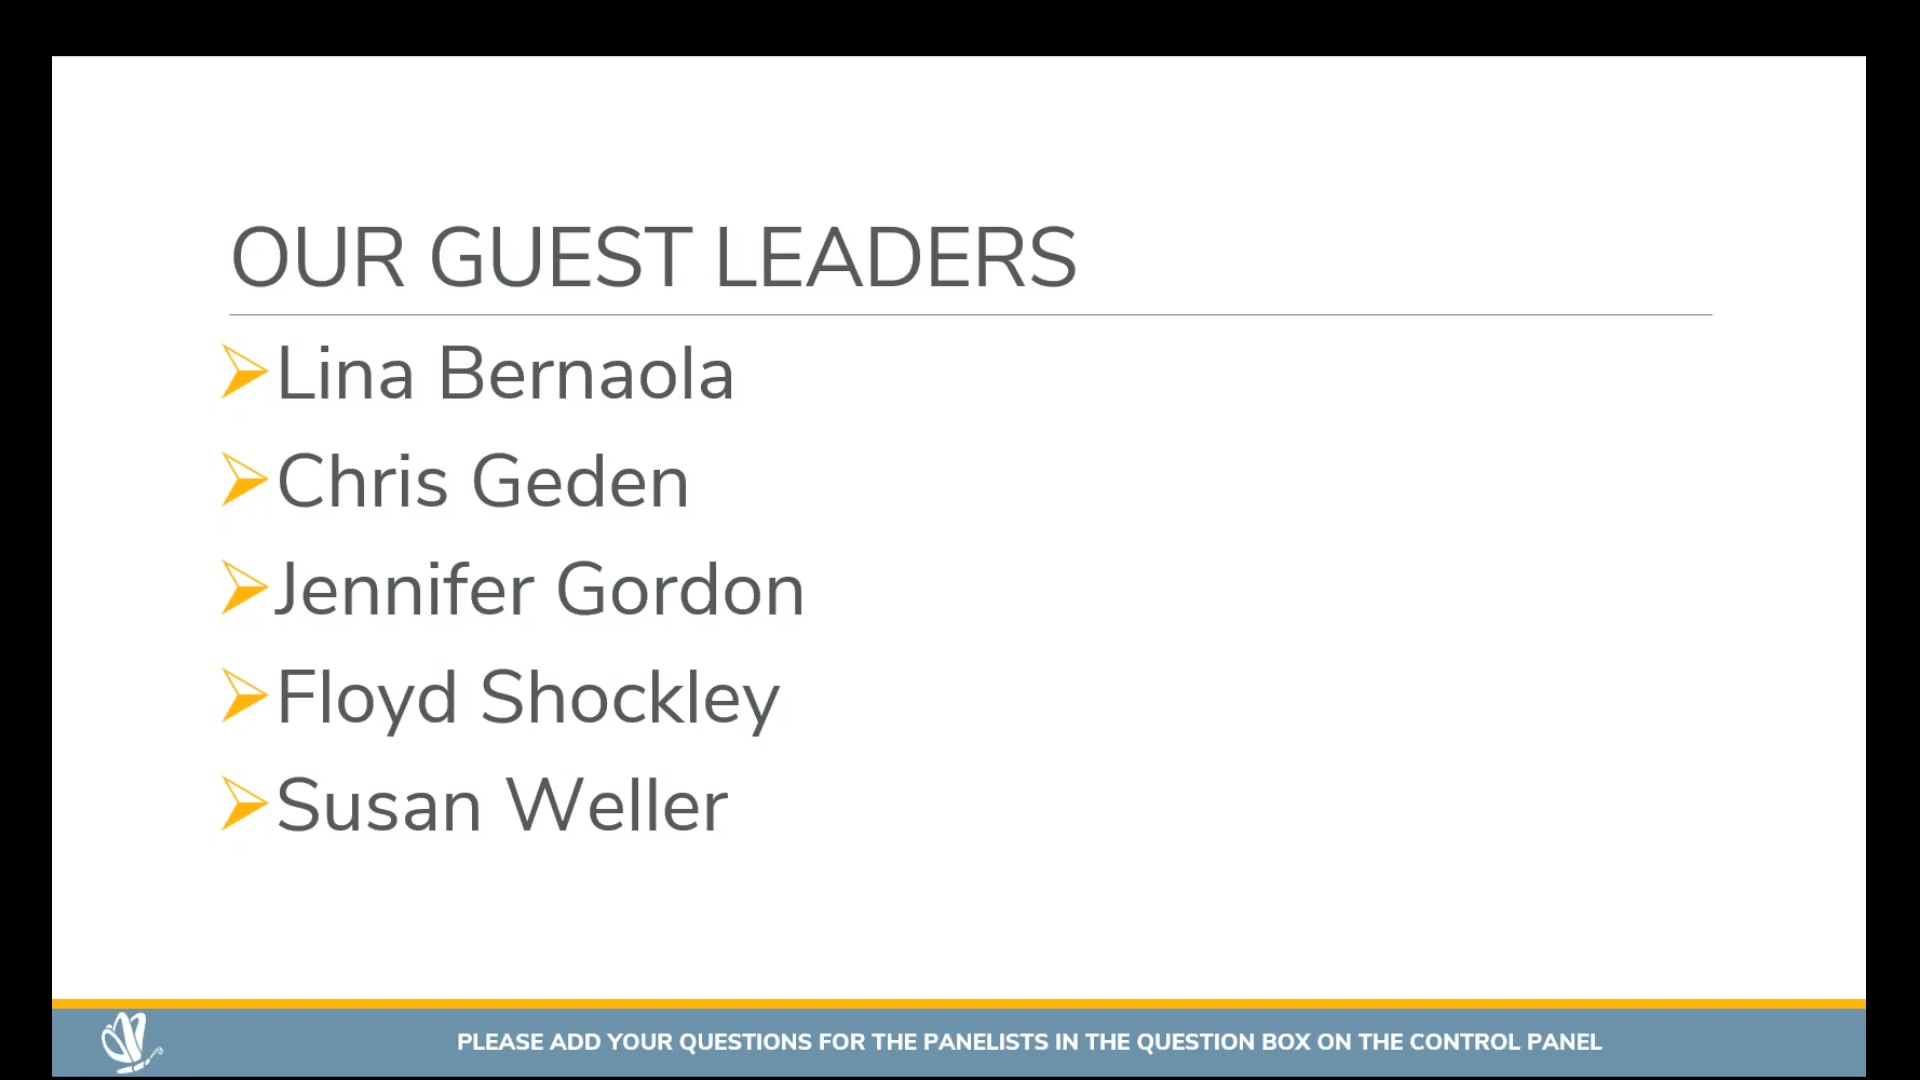 OUR GUEST LEADERS
Lina Bernaola
Chris Geden
Jennifer Gordon
Floyd Shockley
Susan Weller
PLEASE ADD YOUR QUESTIONS FOR THE PANELISTS IN THE QUESTION BOX ON THE CONTROL PANEL